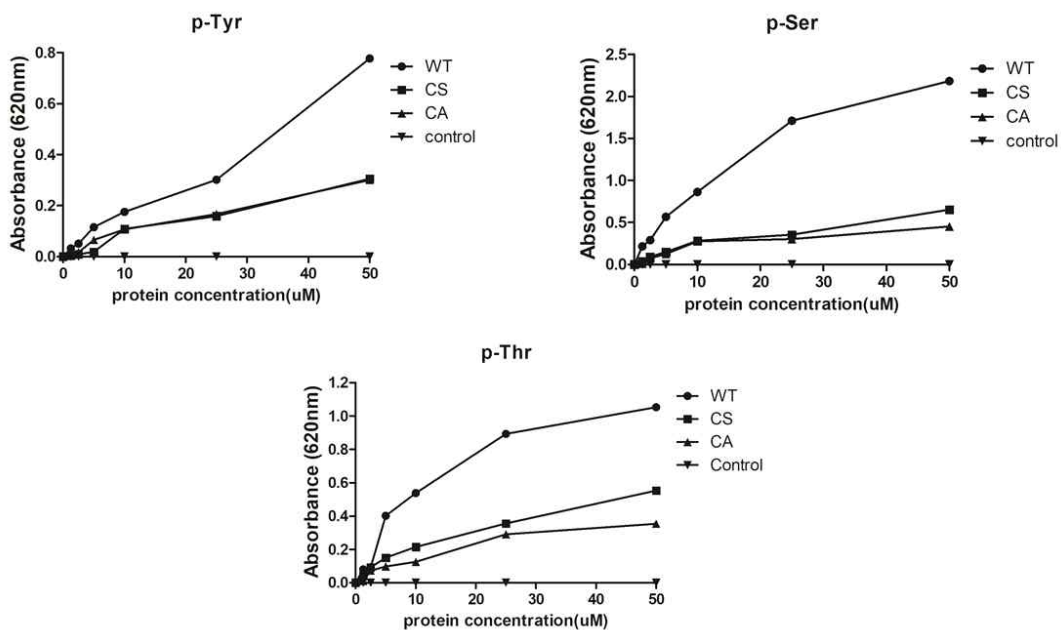 p-Tyr
Absorbance (620nm)
0.8
0.6
0.4
0.2
0.0
0 10 20 30 40 50
protein concentration(uM)
WT
CS
CA
control
p-Ser
Absorbance (620nm)
2.5
2.0
1.5
1.0
0.5
0.0
0 10 20 30 40 50
protein concentration(uM)
WT
CS
CA
control
p-Thr
Absorbance (620nm)
1.2
1.0
0.8
0.6
0.4
0.2
0.0
0 10 20 30 40 50
protein concentration(uM)
WT
CS
CA
Control